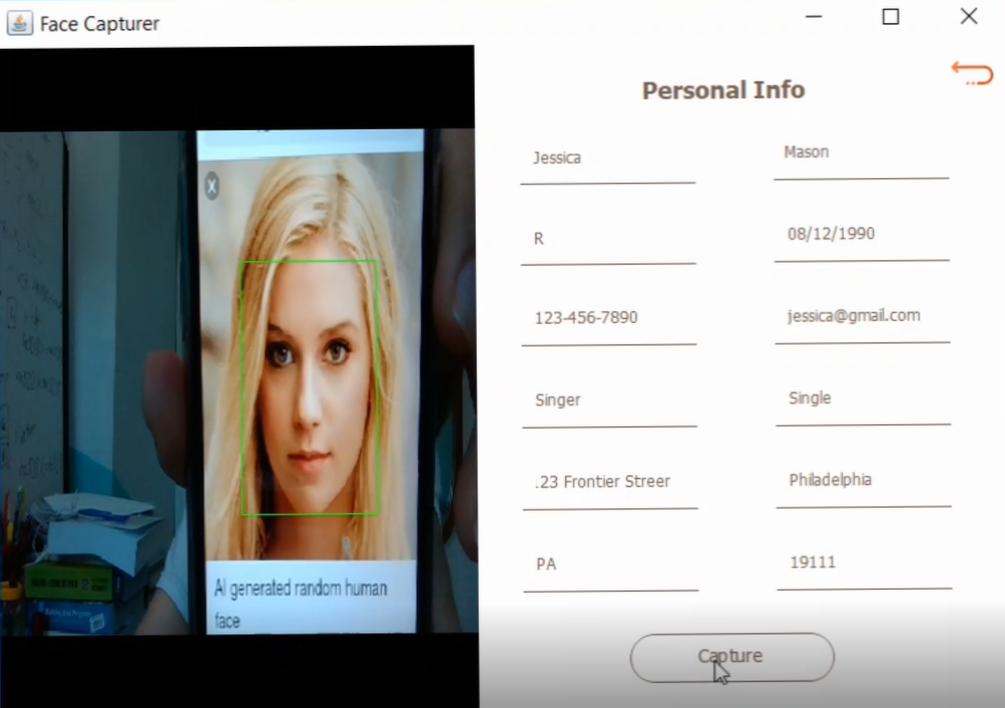 Face Capturer
Personal Info
Jessica
Mason
R
08/12/1990
123-456-7890
jessica@gmail.com
Singer
Single
.23 Frontier Streer
Philadelphia
PA
19111
Capture
X
AI generated random human
face